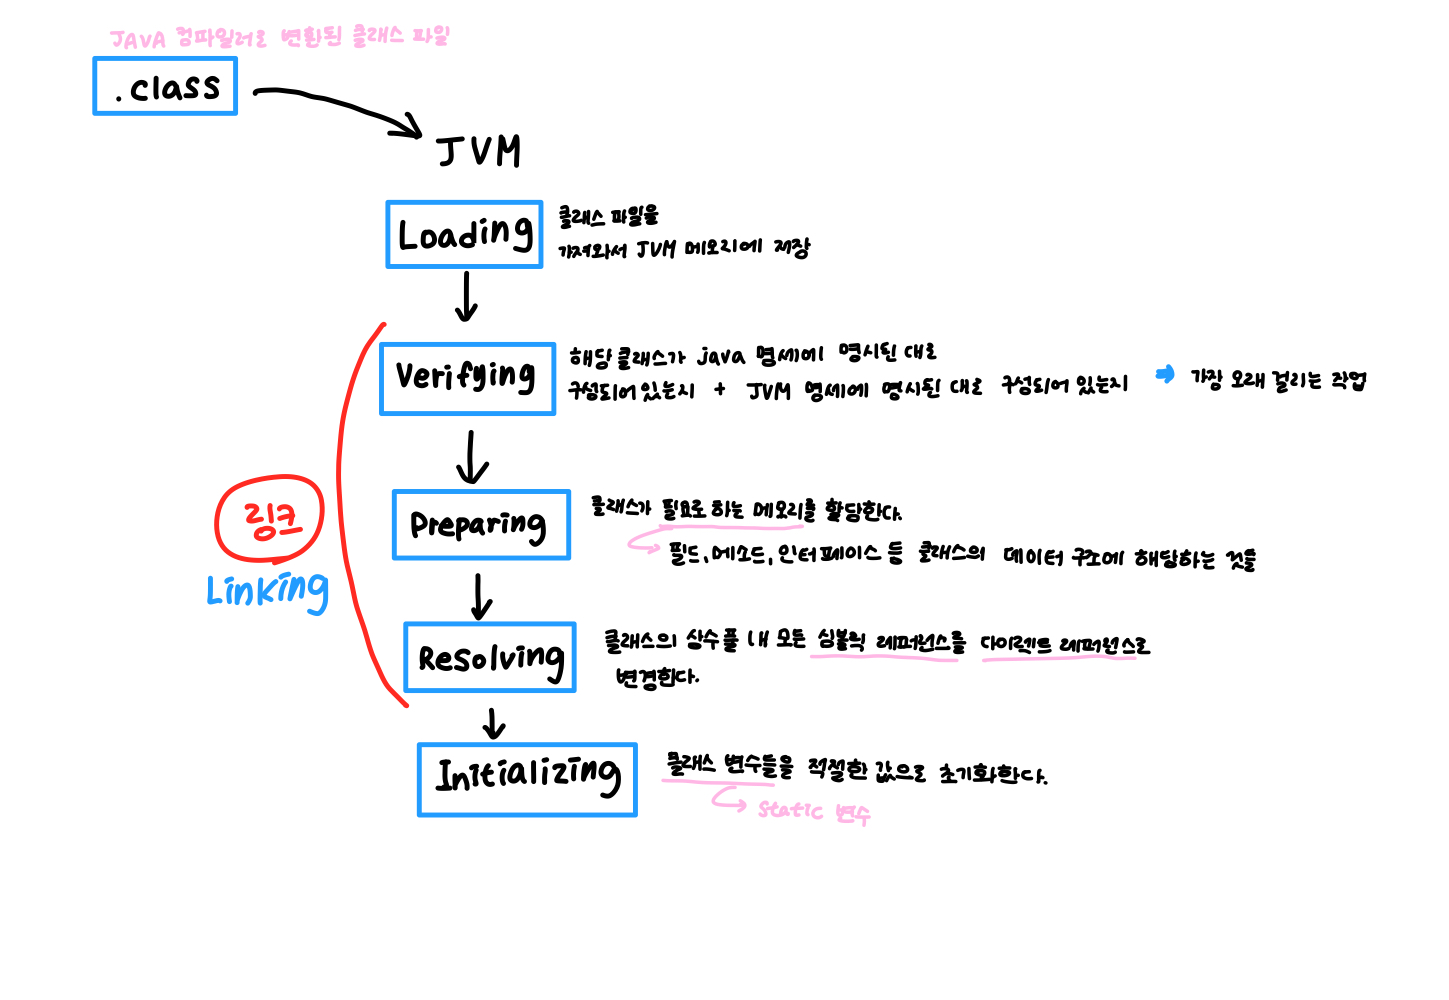 JAVA 컴파일러로 변환된 클래스 파일
.class
JVM
Loading
클래스 파일을
가져와서 JVM 메모리에 저장
Verifying
해당 클래스가 java 명세에 명시된 대로
구성되어 있는지 + JVM 명세에 명시된 대로 구성되어 있는지
가장 오래 걸리는 작업
링크
Linking
Preparing
클래스가 필요로 하는 메모리를 할당한다.
필드, 메소드, 인터페이스 등 클래스의 데이터 구조에 해당하는 것들
Resolving
클래스의 상수풀 내 모든 심볼릭 레퍼런스를 다이렉트 레퍼런스로
변경한다.
Initializing
클래스 변수들을 적절한 값으로 초기화한다.
static 변수